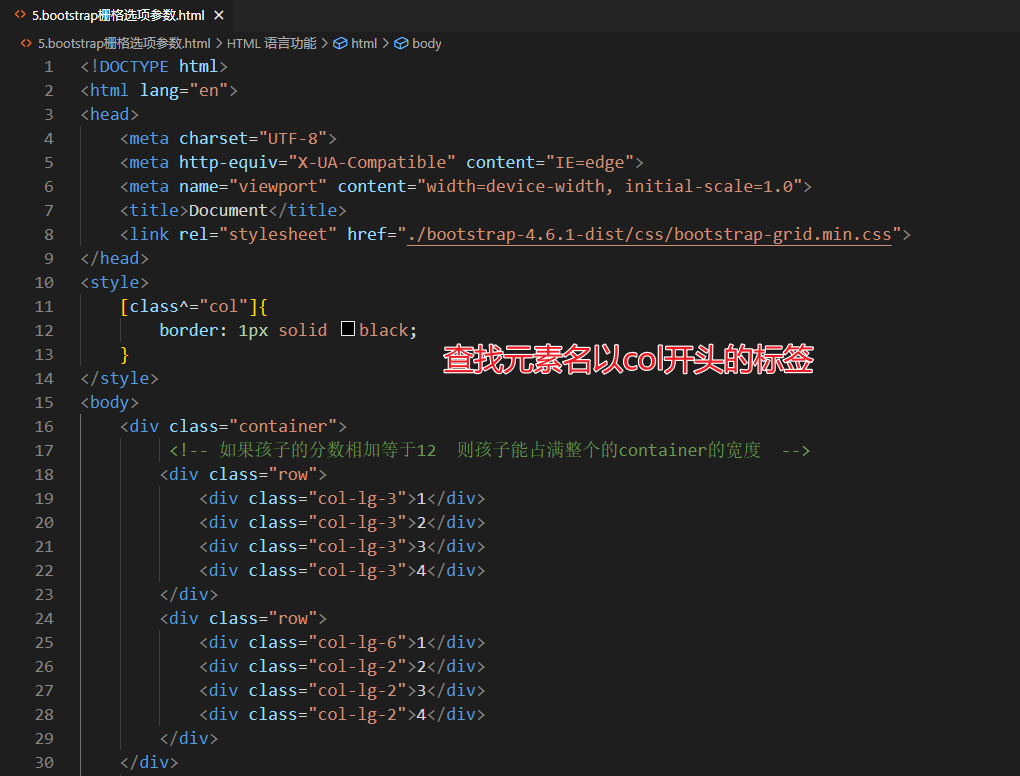 5.bootstrap栅格选项参数.html
5.bootstrap栅格选项参数.html > HTML 语言功能 > html > body
1 <!DOCTYPE html>
2 <html lang="en">
3 <head>
4 <meta charset="UTF-8">
5 <meta http-equiv="X-UA-Compatible" content="IE=edge">
6 <meta name="viewport" content="width=device-width, initial-scale=1.0">
7 <title>Document</title>
8 <link rel="stylesheet" href="./bootstrap-4.6.1-dist/css/bootstrap-grid.min.css">
9 </head>
10 <style>
11 [class^="col"]{
12 border: 1px solid black;
13 }
查找元素名以col开头的标签
14 </style>
15 <body>
16 <div class="container">
17 <!-- 如果孩子的分数相加等于12 则孩子能占满整个的container的宽度 -->
18 <div class="row">
19 <div class="col-lg-3">1</div>
20 <div class="col-lg-3">2</div>
21 <div class="col-lg-3">3</div>
22 <div class="col-lg-3">4</div>
23 </div>
24 <div class="row">
25 <div class="col-lg-6">1</div>
26 <div class="col-lg-2">2</div>
27 <div class="col-lg-2">3</div>
28 <div class="col-lg-2">4</div>
29 </div>
30 </div>